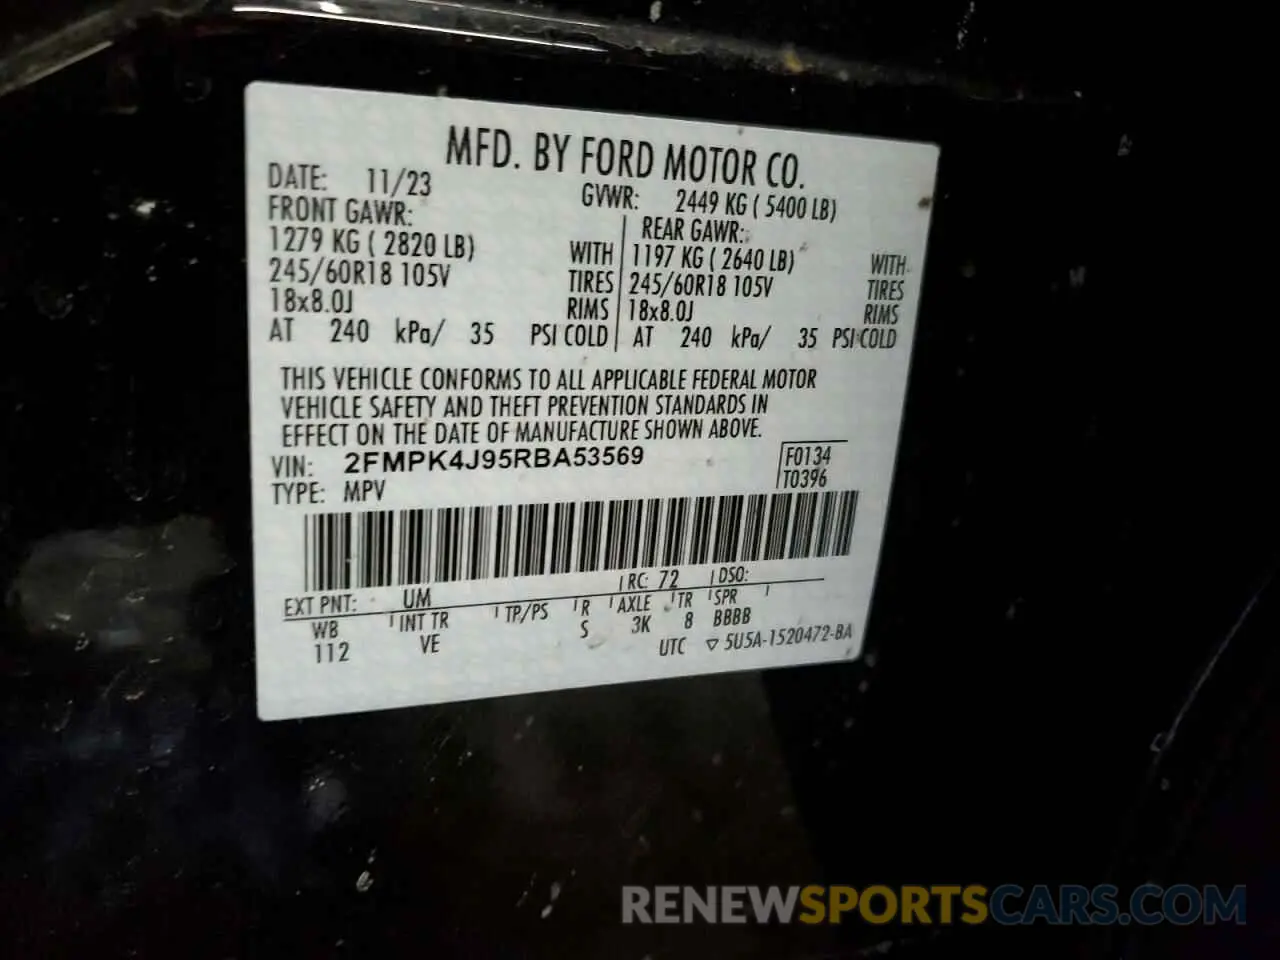 MFD. BY FORD MOTOR CO.
DATE: 11/23 GVWR: 2449 KG ( 5400 LB)
FRONT GAWR: REAR GAWR:
1279 KG ( 2820 LB) WITH 1197 KG ( 2640 LB) WITH
245/60R18 105V TIRES 245/60R18 105V TIRES
18x8.0J RIMS 18x8.0J RIMS
AT 240 kPa/ 35 PSI COLD AT 240 kPa/ 35 PSI COLD
THIS VEHICLE CONFORMS TO ALL APPLICABLE FEDERAL MOTOR
VEHICLE SAFETY AND THEFT PREVENTION STANDARDS IN
EFFECT ON THE DATE OF MANUFACTURE SHOWN ABOVE.
VIN: 2FMPK4J95RBA53569 F0134
TYPE: MPV T0396
EXT PNT: UM RC: 72 DSO:
WB INT TR TP/PS R AXLE TR SPR
112 VE S 3K 8 BBBB
UTC ▽ 5U5A-1520472-BA
RENEWSPORTSCARS.COM